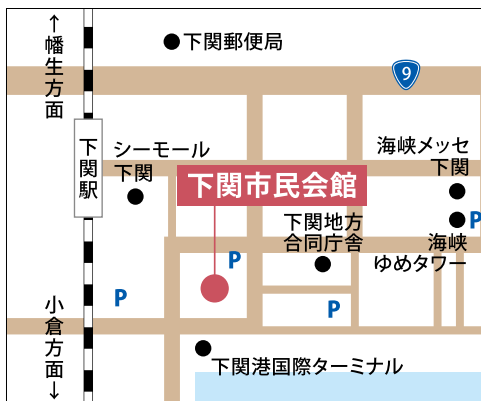 ↑幡生方面
下関郵便局
9
下関駅
シーモール
下関
海峡メッセ
下関
下関市民会館
下関地方
合同庁舎
P
海峡
ゆめタワー
P
P
P
小倉方面↓
下関港国際ターミナル